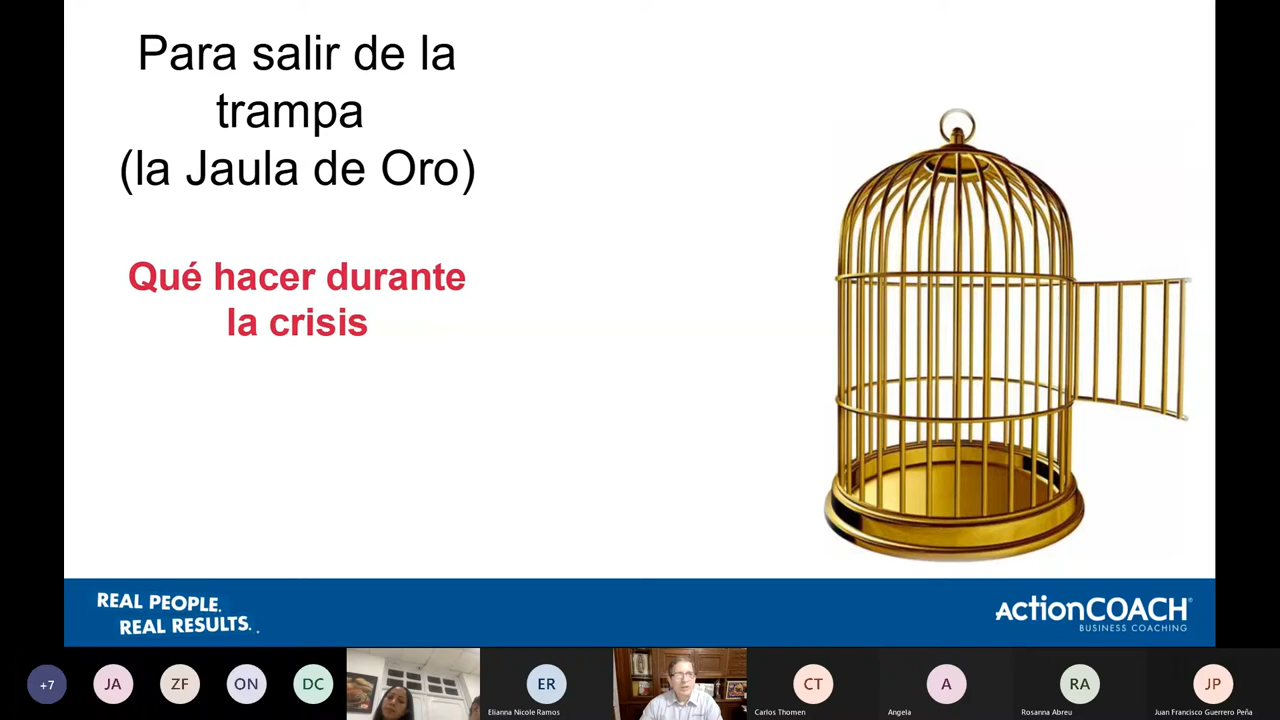 Para salir de la
trampa
(la Jaula de Oro)
Qué hacer durante
la crisis
REAL PEOPLE.
REAL RESULTS.
ActionCOACH®
BUSINESS COACHING
+7
JA
ZF
ON
DC
ER
Elianna Nicole Ramos
CT
Carlos Thomen
A
Angela
RA
Rosanna Abreu
JP
Juan Francisco Guerrero Peña